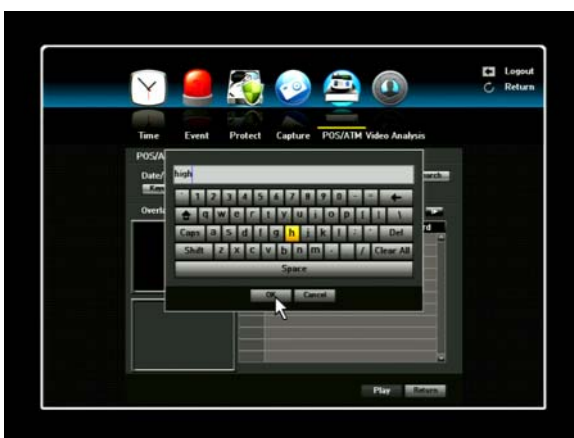 Logout
Return
Time Event Protect Capture POS/ATM Video Analysis
POS/A
Date/
high
1 2 3 4 5 6 7 8 9 0 - ←
q w e r t y u i o p [ ] \
Caps a s d f g h j k l ; ' Del
Shift z x c v b n m . / Clear All
Space
Overla
OK Cancel
Play Return